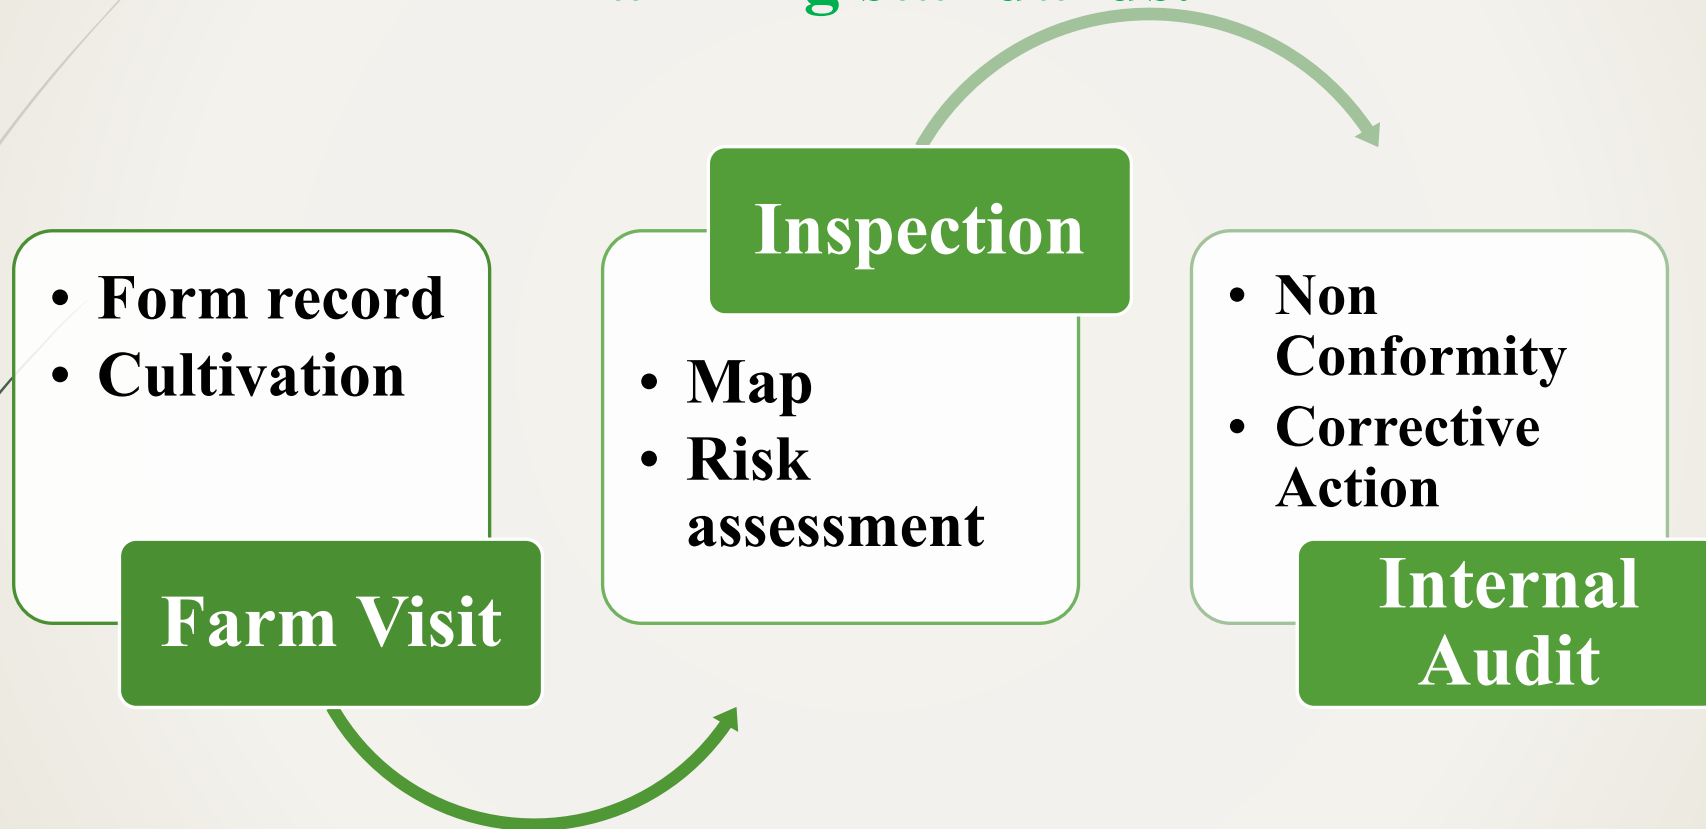 • Form record
• Cultivation
Farm Visit
Inspection
• Map
• Risk
assessment
• Non
Conformity
• Corrective
Action
Internal
Audit